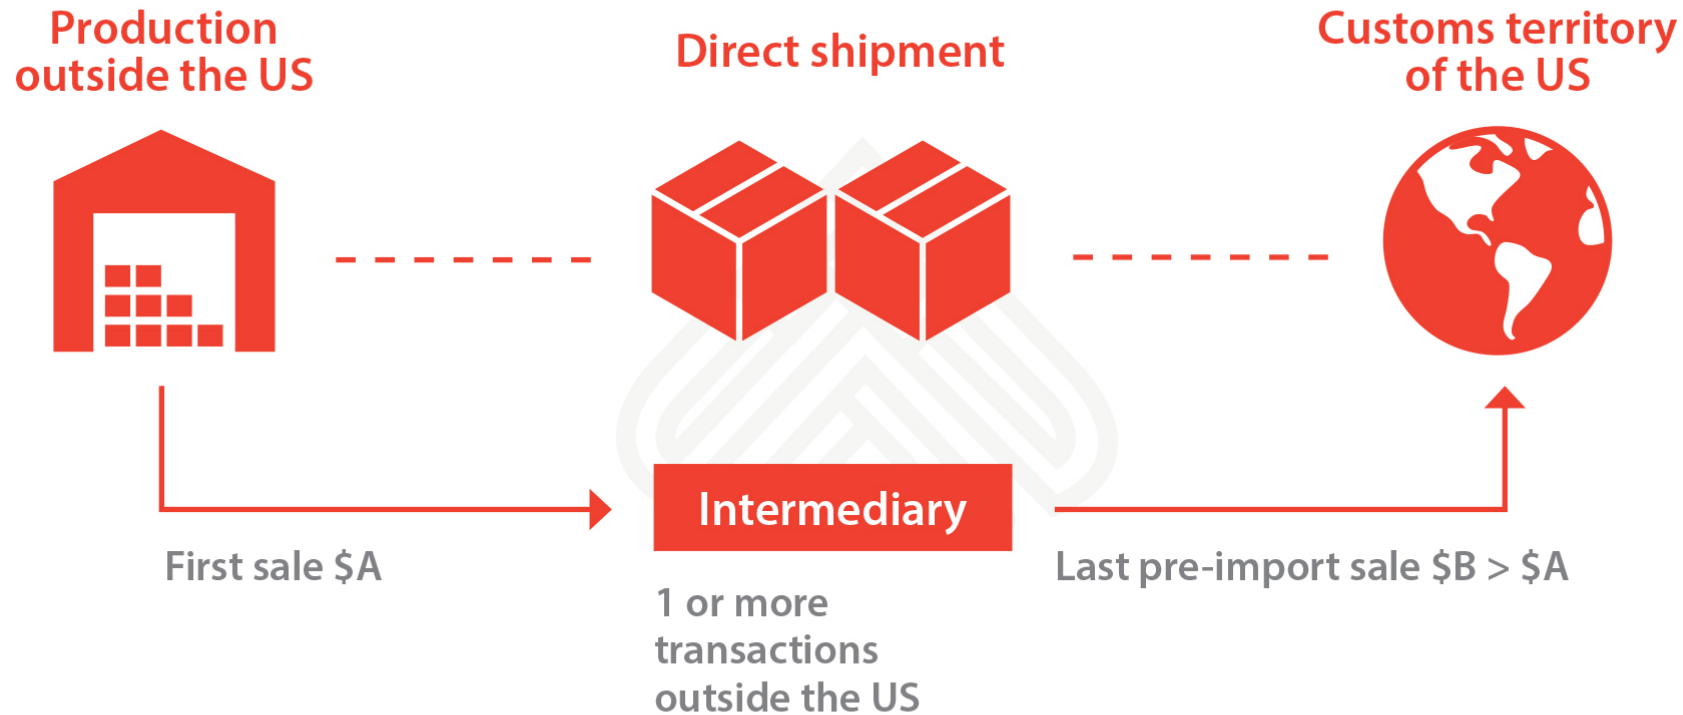 Production
outside the US
Direct shipment
Customs territory
of the US
Intermediary
First sale $A
Last pre-import sale $B > $A
1 or more
transactions
outside the US